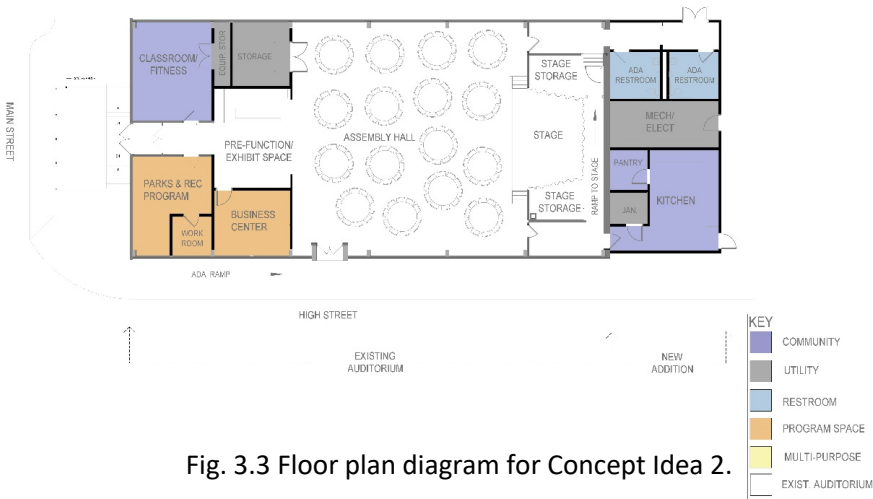 MAIN STREET
CLASSROOM/
FITNESS
EQUIP. STOR
STORAGE
PRE-FUNCTION/
EXHIBIT SPACE
PARKS & REC
PROGRAM
WORK
ROOM
BUSINESS
CENTER
ASSEMBLY HALL
STAGE
STORAGE
STAGE
STAGE
STORAGE
RAMP TO STAGE
ADA
RESTROOM
ADA
RESTROOM
MECH/
ELECT
PANTRY
KITCHEN
JAN.
ADA RAMP
HIGH STREET
EXISTING
AUDITORIUM
NEW
ADDITION
KEY
COMMUNITY
UTILITY
RESTROOM
PROGRAM SPACE
MULTI-PURPOSE
EXIST. AUDITORIUM
Fig. 3.3 Floor plan diagram for Concept Idea 2.